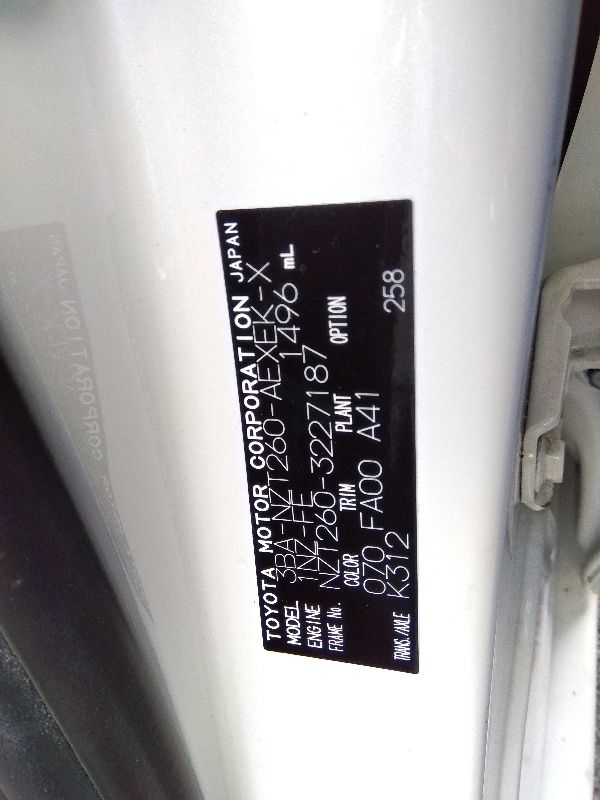 TOYOTA MOTOR CORPORATION JAPAN
MODEL 3BA-NZT260-AEXEK-X
ENGINE 1NZ-FE 1496 mL
FRAME No. NZT260-3227187
COLOR TRIM PLANT OPTION
070 FA00 A41
TRANS./AXLE K312 258